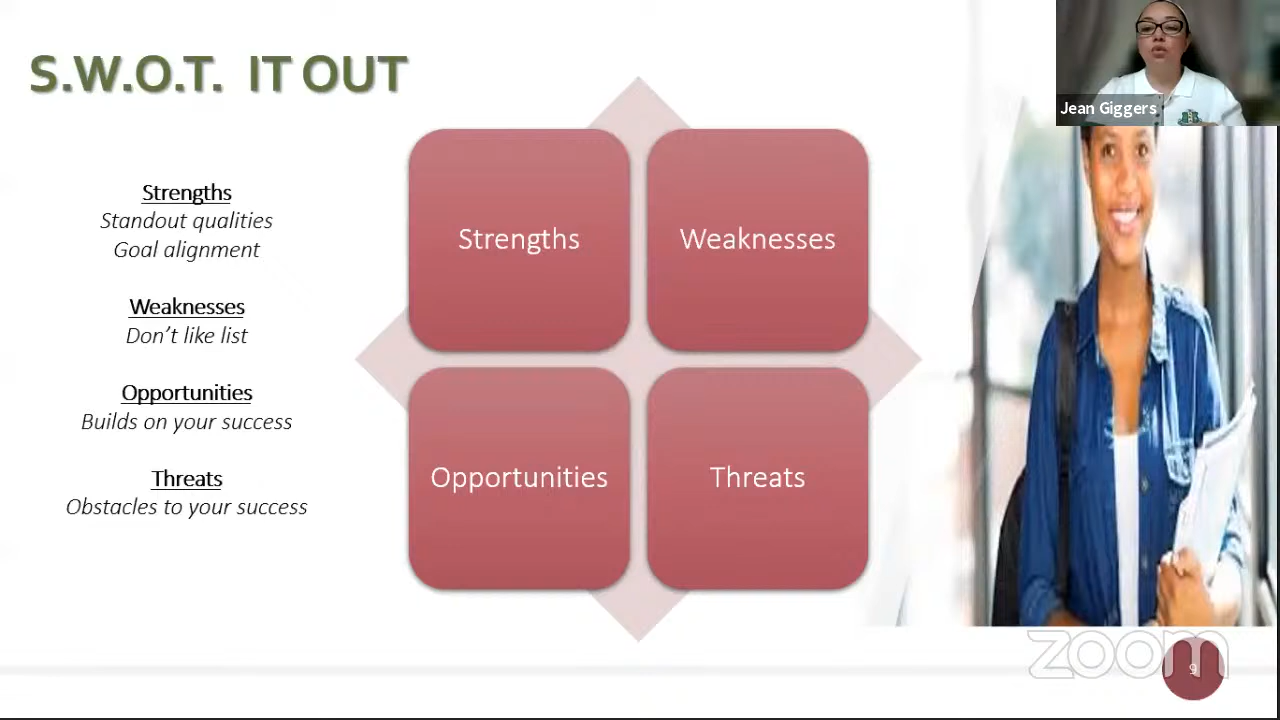 S.W.O.T. IT OUT
Jean Giggers
Strengths
Standout qualities
Goal alignment
Weaknesses
Don't like list
Opportunities
Builds on your success
Threats
Obstacles to your success
Strengths
Weaknesses
Opportunities
Threats
zoom
9